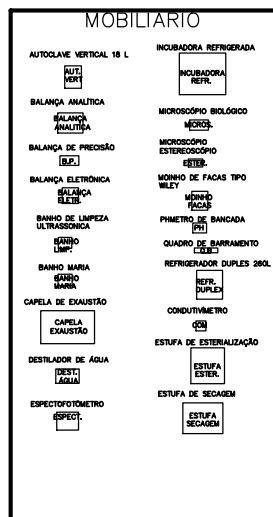 MOBILIARIO
AUTOCLAVE VERTICAL 18 L
AUT.
VERT
BALANÇA ANALÍTICA
BALANÇA
ANALITICA
BALANÇA DE PRECISÃO
B.P.
BALANÇA ELETRÔNICA
BALANÇA
ELETR.
BANHO DE LIMPEZA
ULTRASSONICA
BANHO
LIMP.
BANHO MARIA
BANHO
MARIA
CAPELA DE EXAUSTÃO
CAPELA
EXAUSTÃO
DESTILADOR DE ÁGUA
DEST.
ÁGUA
ESPECTOFOTÔMETRO
ESPECT.
INCUBADORA REFRIGERADA
INCUBADORA
REFR.
MICROSCÓPIO BIOLÓGICO
MICROS.
MICROSCÓPIO
ESTEREOSCÓPIO
ESTER.
MOINHO DE FACAS TIPO
WILEY
MOINHO
FACAS
PHMETRO DE BANCADA
PH
QUADRO DE BARRAMENTO
Q.B
REFRIGERADOR DUPLES 260L
REFR.
DUPLEX
CONDUTIVÍMETRO
CON
ESTUFA DE ESTERIALIZAÇÃO
ESTUFA
ESTER.
ESTUFA DE SECAGEM
ESTUFA
SECAGEM